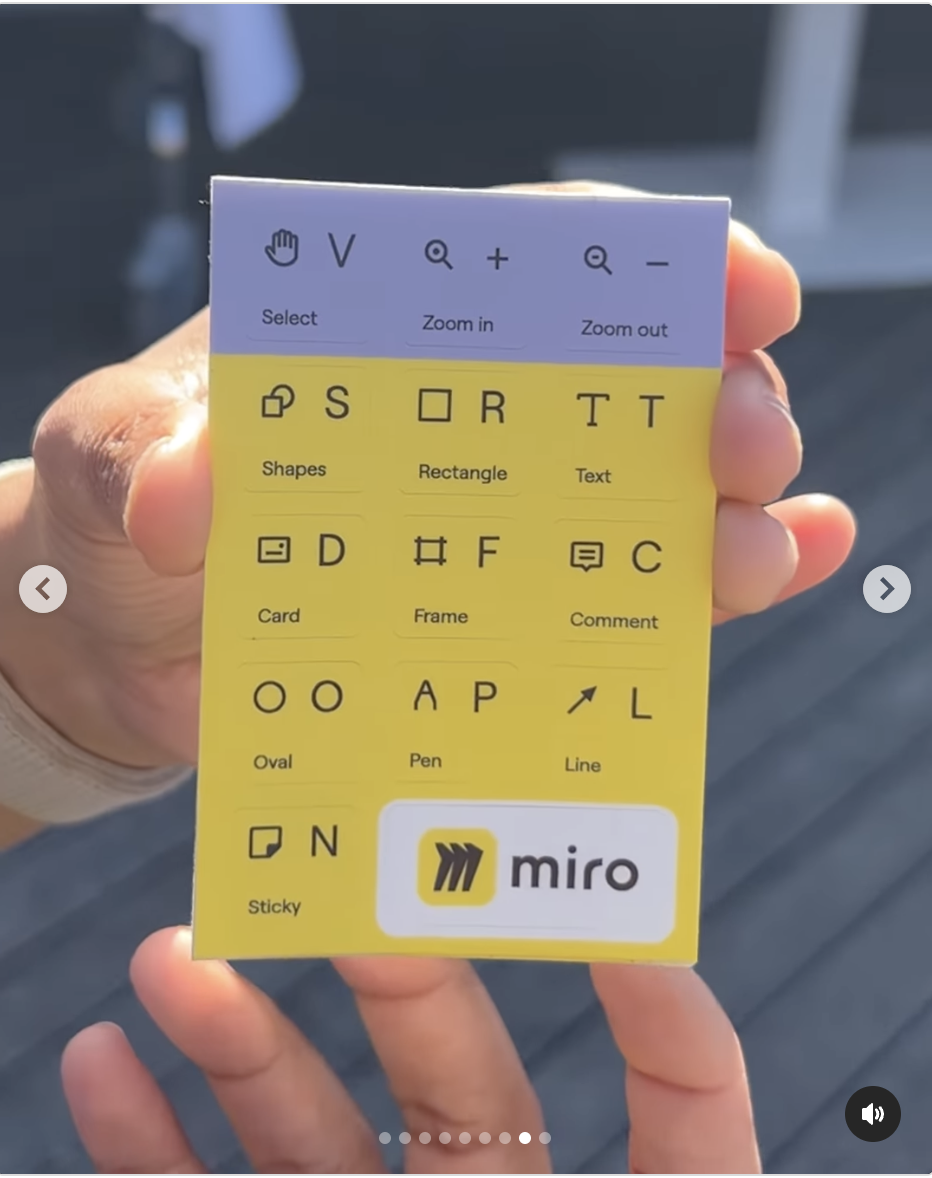 V + −
Select Zoom in Zoom out
S R T T
Shapes Rectangle Text
D F C
Card Frame Comment
O P L
Oval Pen Line
N
Sticky
miro